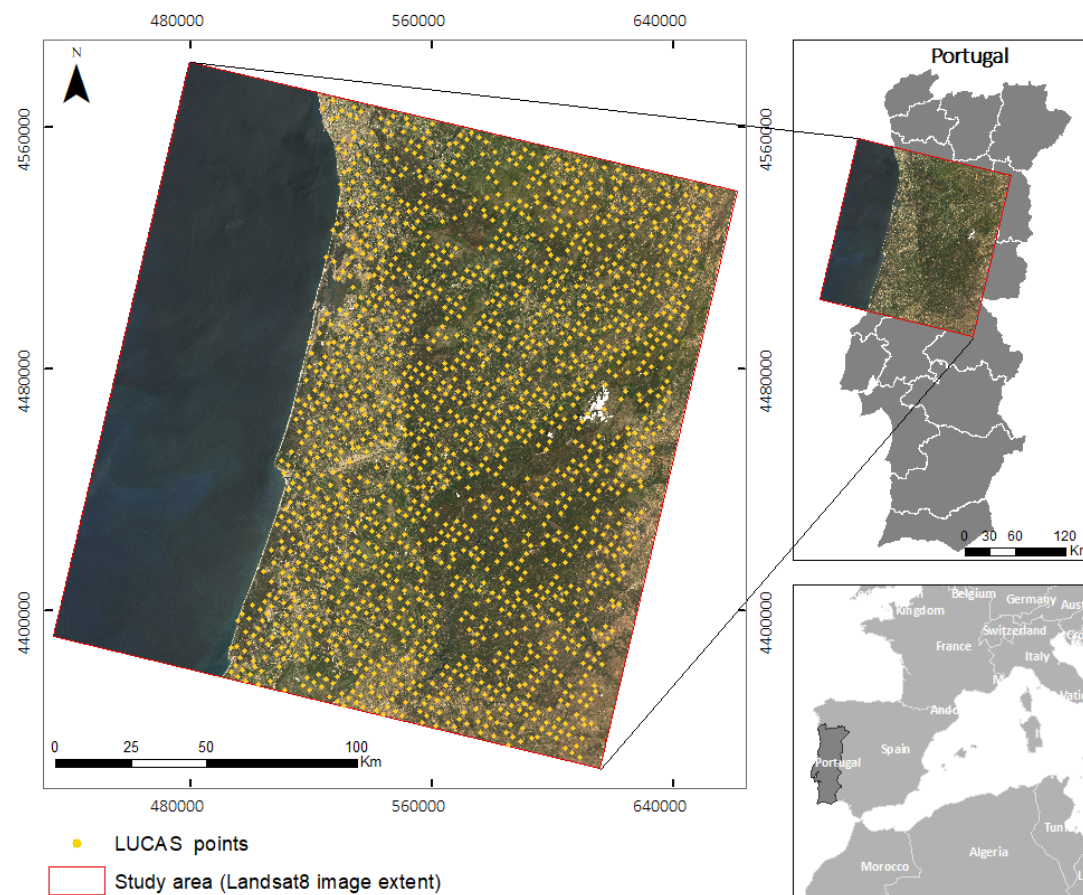 480000 560000 640000
N
4560000
4480000
4400000
4560000
4480000
4400000
0 25 50 100
Km
480000 560000 640000
LUCAS points
Study area (Landsat8 image extent)
Portugal
0 30 60 120
Km
Belgium
Germany
Kingdom
Switzerland
France
Italy
Spain
Portugal
Algeria
Morocco